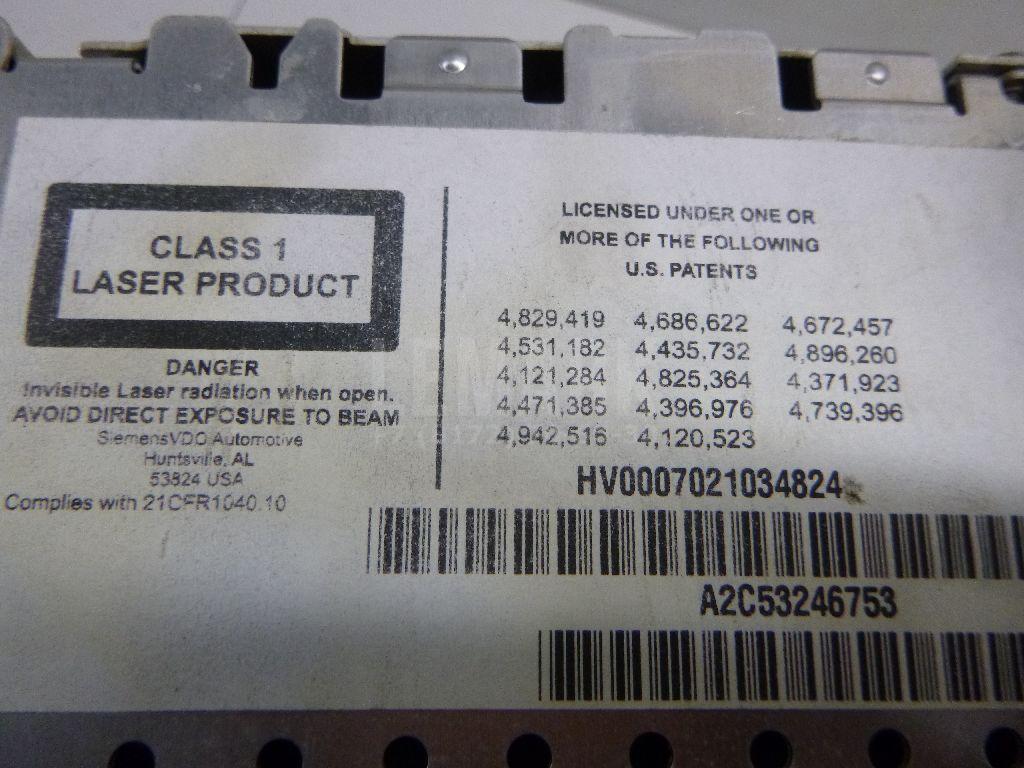 CLASS 1
LASER PRODUCT
DANGER
Invisible Laser radiation when open.
AVOID DIRECT EXPOSURE TO BEAM
SiemensVDO Automotive
Huntsville, AL
53824 USA
Complies with 21CFR1040.10
LICENSED UNDER ONE OR
MORE OF THE FOLLOWING
U.S. PATENTS
4,829,419 4,686,622 4,672,457
4,531,182 4,435,732 4,896,260
4,121,284 4,825,364 4,371,923
4,471,385 4,396,976 4,739,396
4,942,516 4,120,523
HV0007021034824
A2C53246753